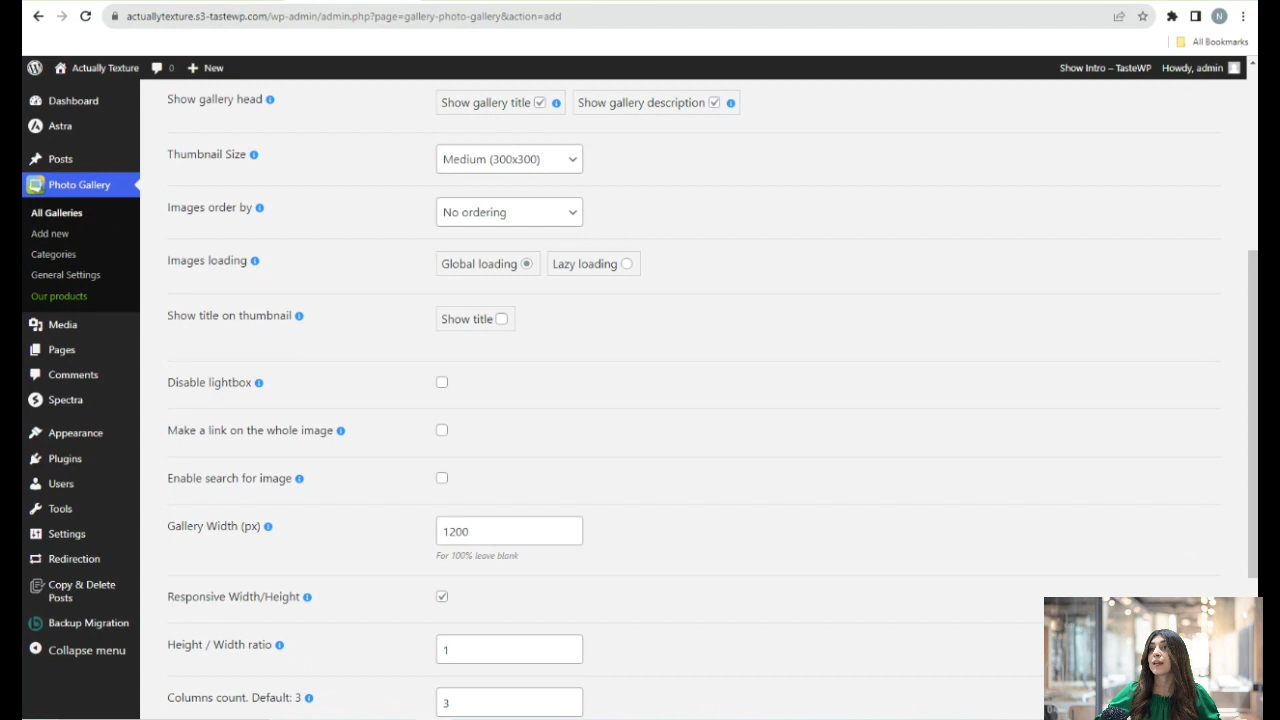 actuallytexture.s3-tastewp.com/wp-admin/admin.php?page=gallery-photo-gallery&action=add
N
All Bookmarks
Actually Texture
0
New
Show Intro – TasteWP
Howdy, admin
Dashboard
Astra
Posts
Photo Gallery
All Galleries
Add new
Categories
General Settings
Our products
Media
Pages
Comments
Spectra
Appearance
Plugins
Users
Tools
Settings
Redirection
Copy & Delete
Posts
Backup Migration
Collapse menu
Show gallery head
Show gallery title
Show gallery description
Thumbnail Size
Medium (300x300)
Images order by
No ordering
Images loading
Global loading
Lazy loading
Show title on thumbnail
Show title
Disable lightbox
Make a link on the whole image
Enable search for image
Gallery Width (px)
1200
For 100% leave blank
Responsive Width/Height
Height / Width ratio
1
Columns count. Default: 3
3